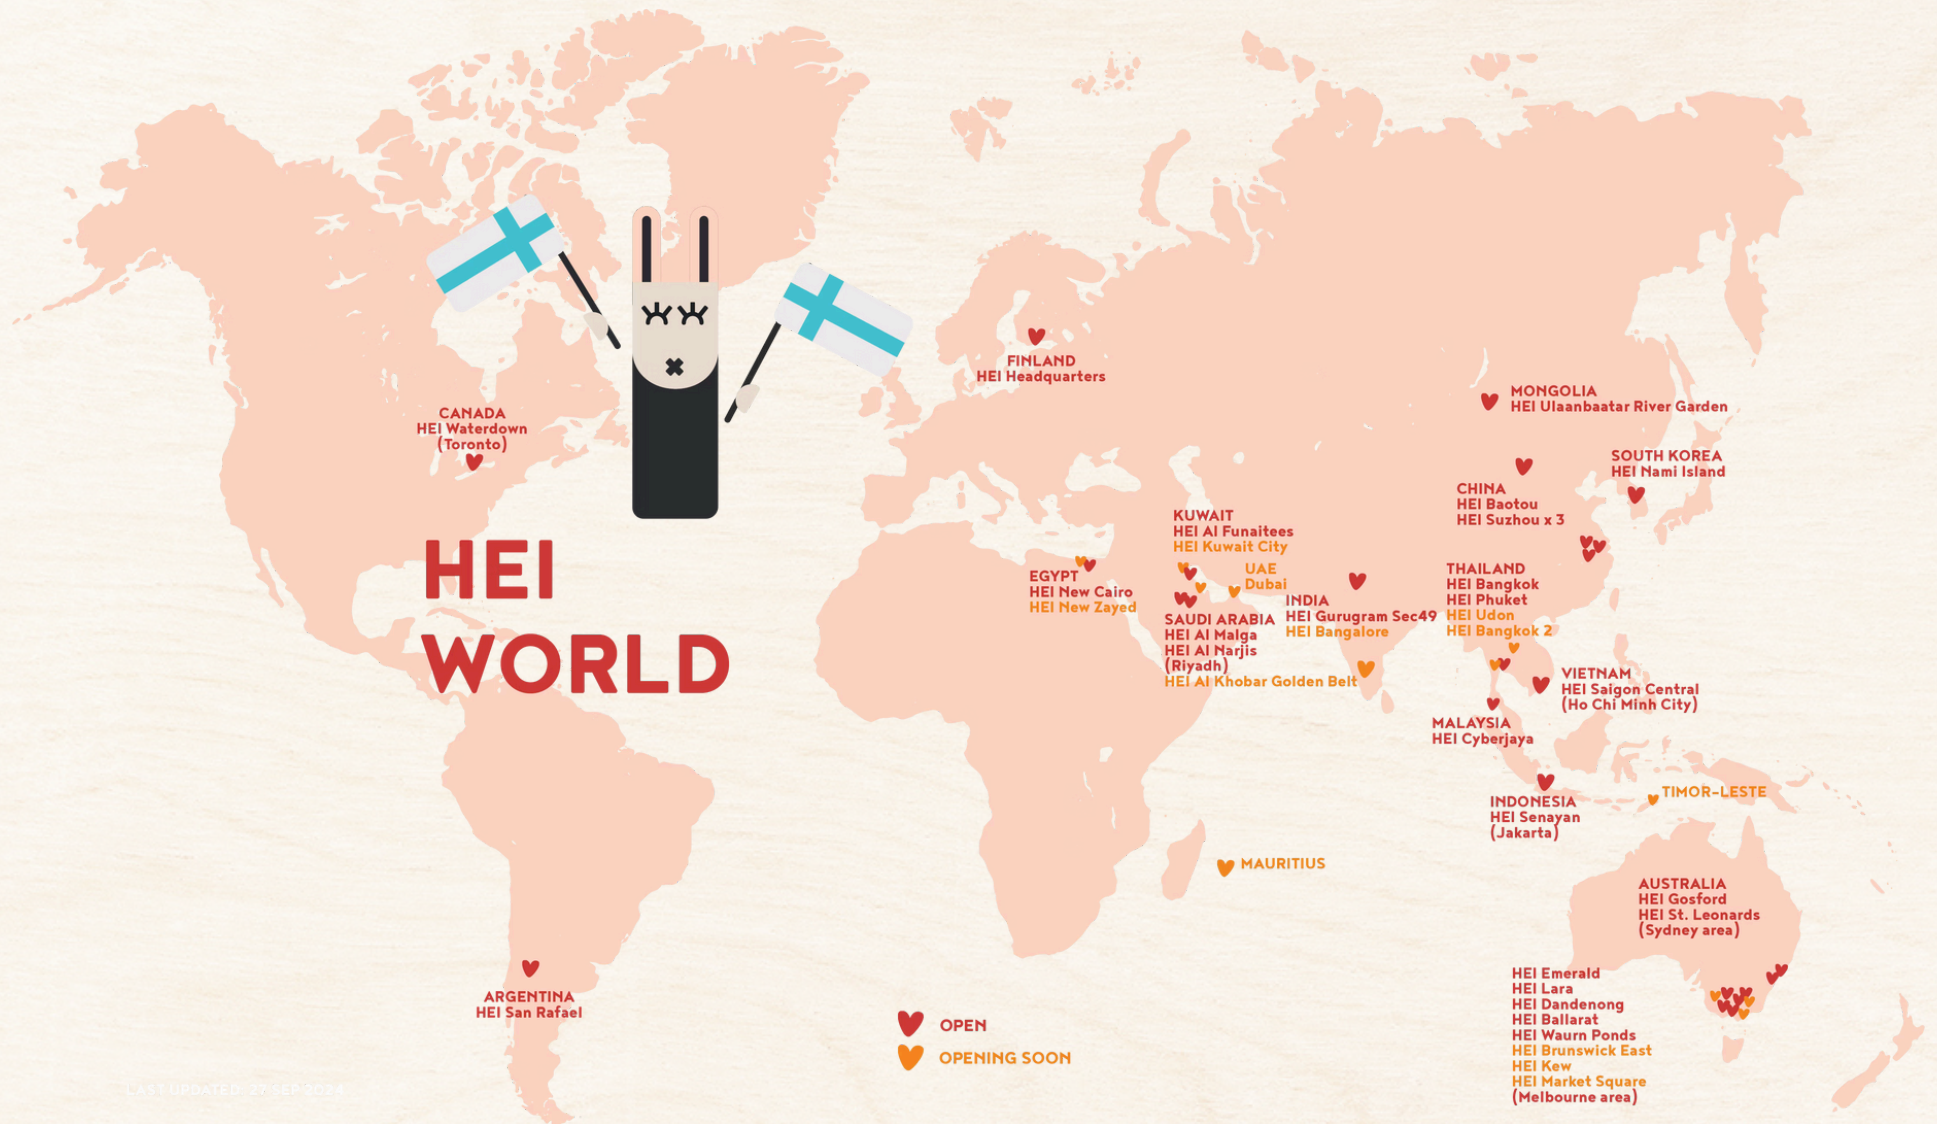 HEI
WORLD
CANADA
HEI Waterdown
(Toronto)
ARGENTINA
HEI San Rafael
FINLAND
HEI Headquarters
EGYPT
HEI New Cairo
HEI New Zayed
KUWAIT
HEI Al Funaitees
HEI Kuwait City
UAE
Dubai
SAUDI ARABIA
HEI Al Malga
HEI Al Narjis
(Riyadh)
HEI Al Khobar Golden Belt
INDIA
HEI Gurugram Sec49
HEI Bangalore
MONGOLIA
HEI Ulaanbaatar River Garden
SOUTH KOREA
HEI Nami Island
CHINA
HEI Baotou
HEI Suzhou x 3
THAILAND
HEI Bangkok
HEI Phuket
HEI Udon
HEI Bangkok 2
VIETNAM
HEI Saigon Central
(Ho Chi Minh City)
MALAYSIA
HEI Cyberjaya
INDONESIA
HEI Senayan
(Jakarta)
TIMOR-LESTE
MAURITIUS
AUSTRALIA
HEI Gosford
HEI St. Leonards
(Sydney area)
HEI Emerald
HEI Lara
HEI Dandenong
HEI Ballarat
HEI Waurn Ponds
HEI Brunswick East
HEI Kew
HEI Market Square
(Melbourne area)
OPEN
OPENING SOON
LAST UPDATED: 27 SEP 2024